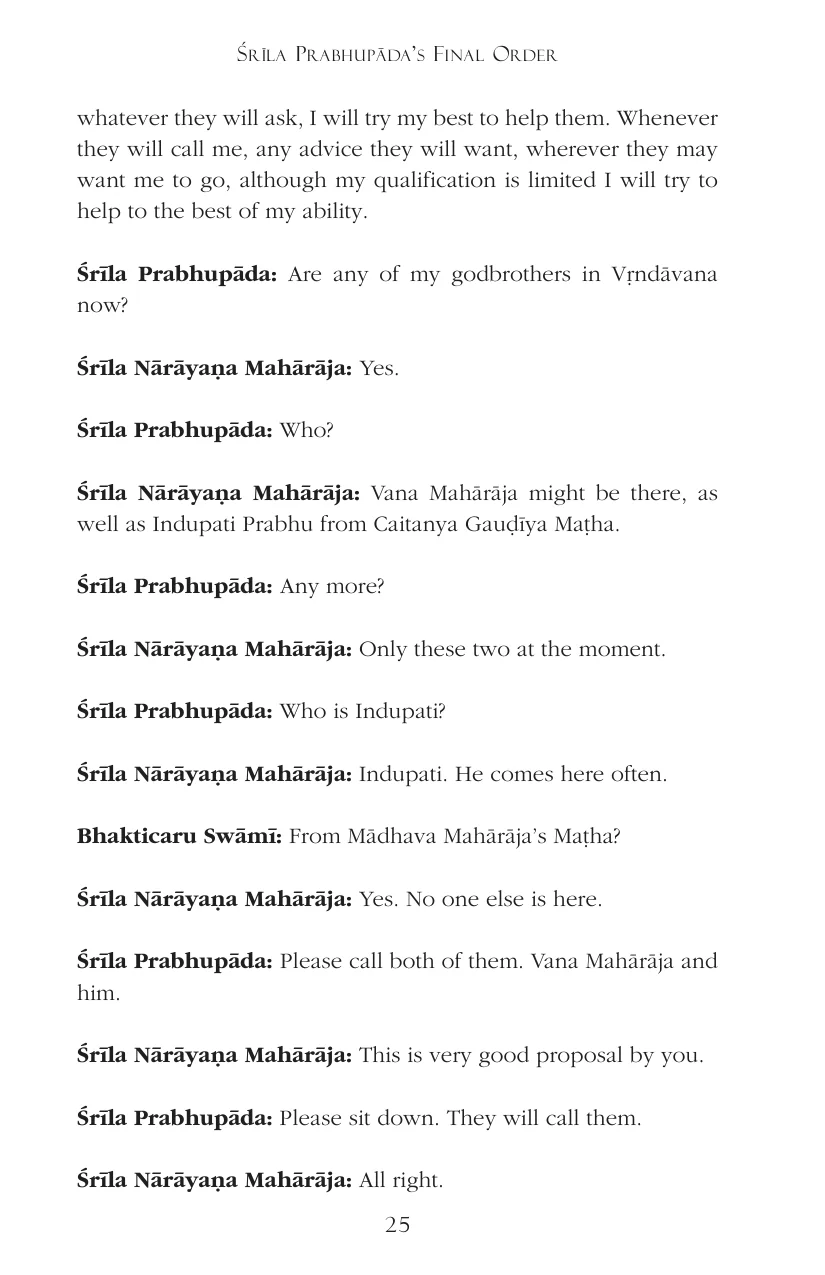 Śrīla Prabhupāda’s Final Order
whatever they will ask, I will try my best to help them. Whenever
they will call me, any advice they will want, wherever they may
want me to go, although my qualification is limited I will try to
help to the best of my ability.
Śrīla Prabhupāda: Are any of my godbrothers in Vṛndāvana
now?
Śrīla Nārāyaṇa Mahārāja: Yes.
Śrīla Prabhupāda: Who?
Śrīla Nārāyaṇa Mahārāja: Vana Mahārāja might be there, as
well as Indupati Prabhu from Caitanya Gauḍīya Maṭha.
Śrīla Prabhupāda: Any more?
Śrīla Nārāyaṇa Mahārāja: Only these two at the moment.
Śrīla Prabhupāda: Who is Indupati?
Śrīla Nārāyaṇa Mahārāja: Indupati. He comes here often.
Bhakticaru Swāmī: From Mādhava Mahārāja’s Maṭha?
Śrīla Nārāyaṇa Mahārāja: Yes. No one else is here.
Śrīla Prabhupāda: Please call both of them. Vana Mahārāja and
him.
Śrīla Nārāyaṇa Mahārāja: This is very good proposal by you.
Śrīla Prabhupāda: Please sit down. They will call them.
Śrīla Nārāyaṇa Mahārāja: All right.
25